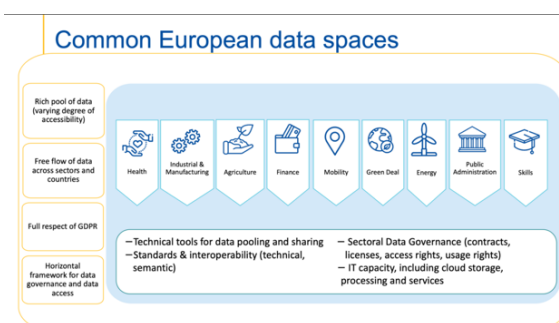 Common European data spaces
Rich pool of data
(varying degree of
accessibility)
Free flow of data
across sectors and
countries
Full respect of GDPR
Horizontal
framework for data
governance and data
access
Health
Industrial &
Manufacturing
Agriculture
Finance
Mobility
Green Deal
Energy
Public
Administration
Skills
–Technical tools for data pooling and sharing
–Standards & interoperability (technical,
semantic)
– Sectoral Data Governance (contracts,
licenses, access rights, usage rights)
– IT capacity, including cloud storage,
processing and services